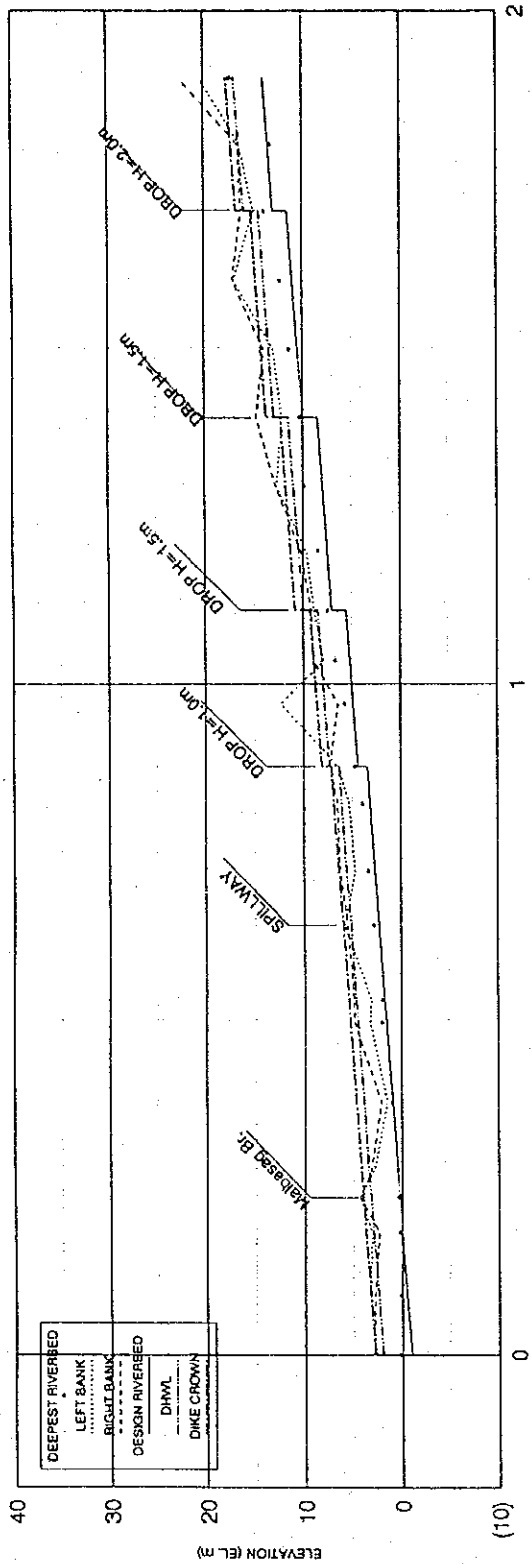 DEEPEST RIVERBED
LEFT BANK
RIGHT BANK
DESIGN RIVERBED
DHWL
DIKE CROWN
ELEVATION (EL. m)
40
30
20
10
0
(10)
Malbasag Br.
SPILLWAY
DROP H=1.0m
DROP H=1.5m
DROP H=1.5m
DROP H=2.0m
0
1
2